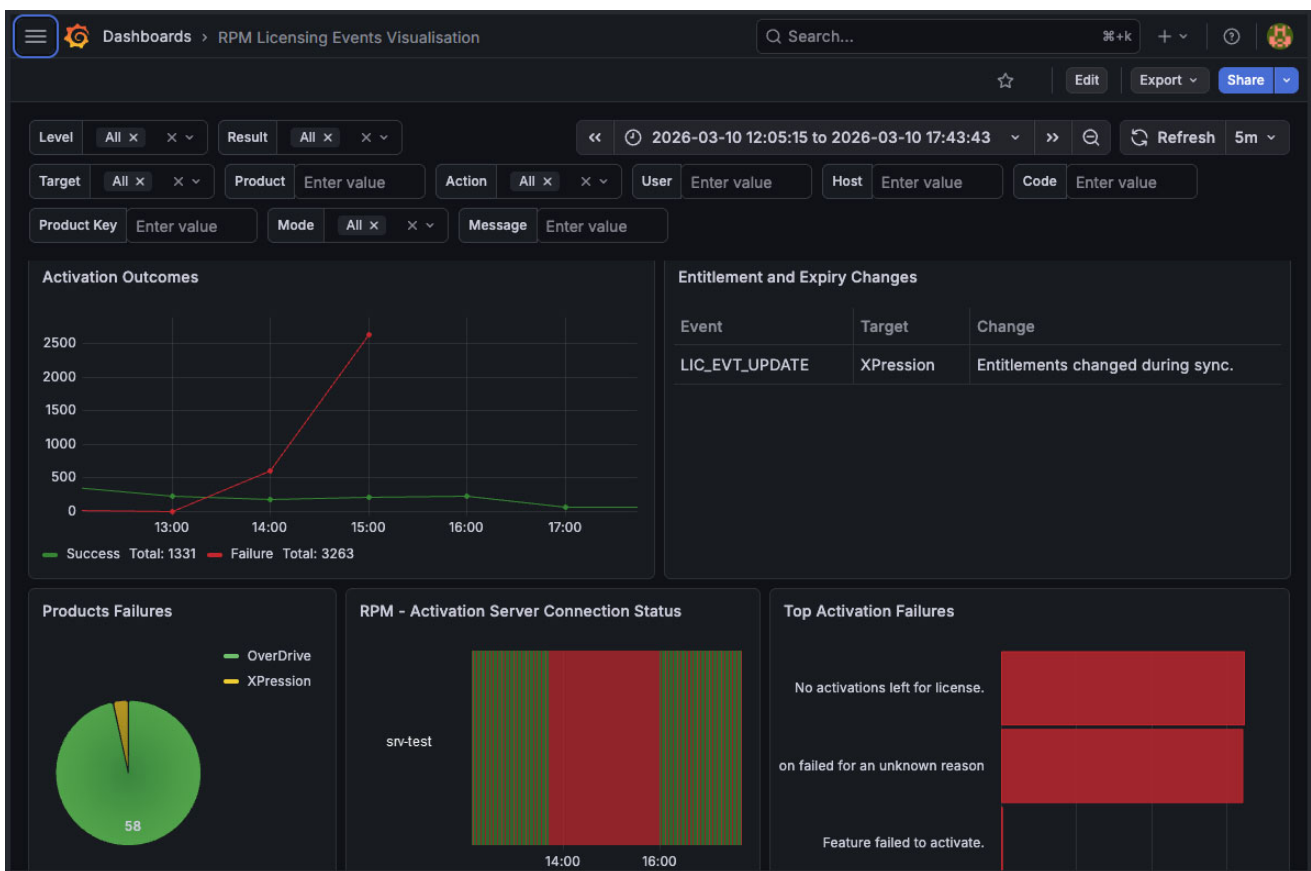 Dashboards › RPM Licensing Events Visualisation
Search...
⌘+k
Edit
Export
Share
Level All × Result All ×
2026-03-10 12:05:15 to 2026-03-10 17:43:43
Refresh 5m
Target All × Product Enter value Action All × User Enter value Host Enter value Code Enter value
Product Key Enter value Mode All × Message Enter value
Activation Outcomes
2500
2000
1500
1000
500
0
13:00 14:00 15:00 16:00 17:00
Success Total: 1331 Failure Total: 3263
Entitlement and Expiry Changes
Event Target Change
LIC_EVT_UPDATE XPression Entitlements changed during sync.
Products Failures
OverDrive
XPression
58
RPM - Activation Server Connection Status
srv-test
14:00 16:00
Top Activation Failures
No activations left for license.
on failed for an unknown reason
Feature failed to activate.